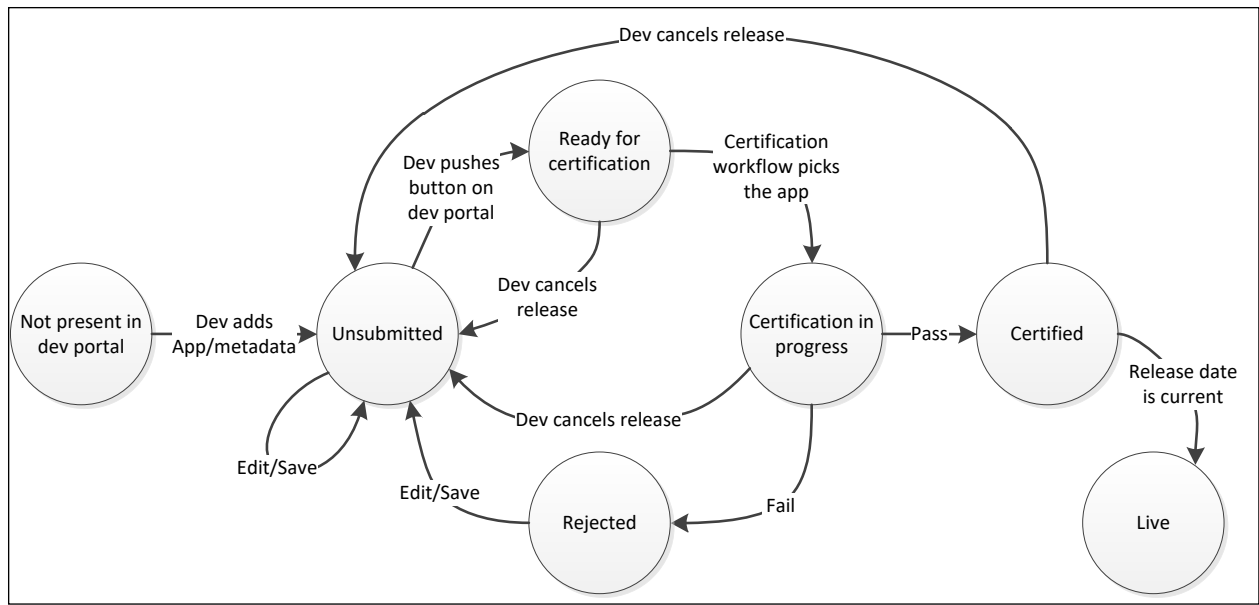 Dev cancels release
Ready for
certification
Certification
workflow picks
the app
Dev pushes
button on
dev portal
Dev cancels
release
Not present in
dev portal
Dev adds
App/metadata
Unsubmitted
Certification in
progress
Pass
Certified
Release date
is current
Dev cancels release
Edit/Save
Edit/Save
Rejected
Fail
Live